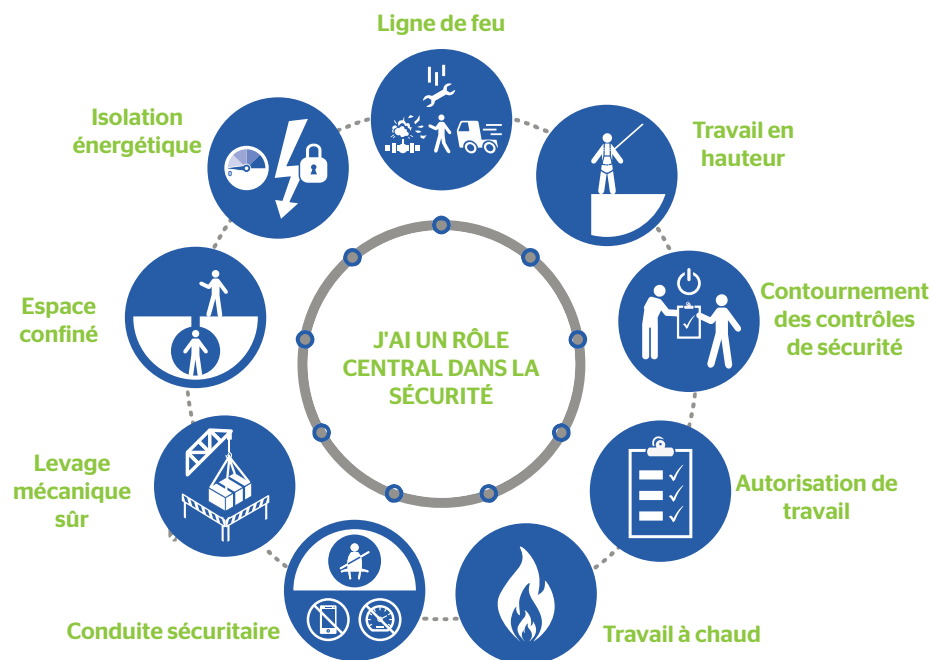 Ligne de feu
Travail en
hauteur
Contournement
des contrôles
de sécurité
Autorisation de
travail
Travail à chaud
Conduite sécuritaire
Levage
mécanique
sûr
Espace
confiné
Isolation
énergétique
0
J'AI UN RÔLE
CENTRAL DANS LA
SÉCURITÉ